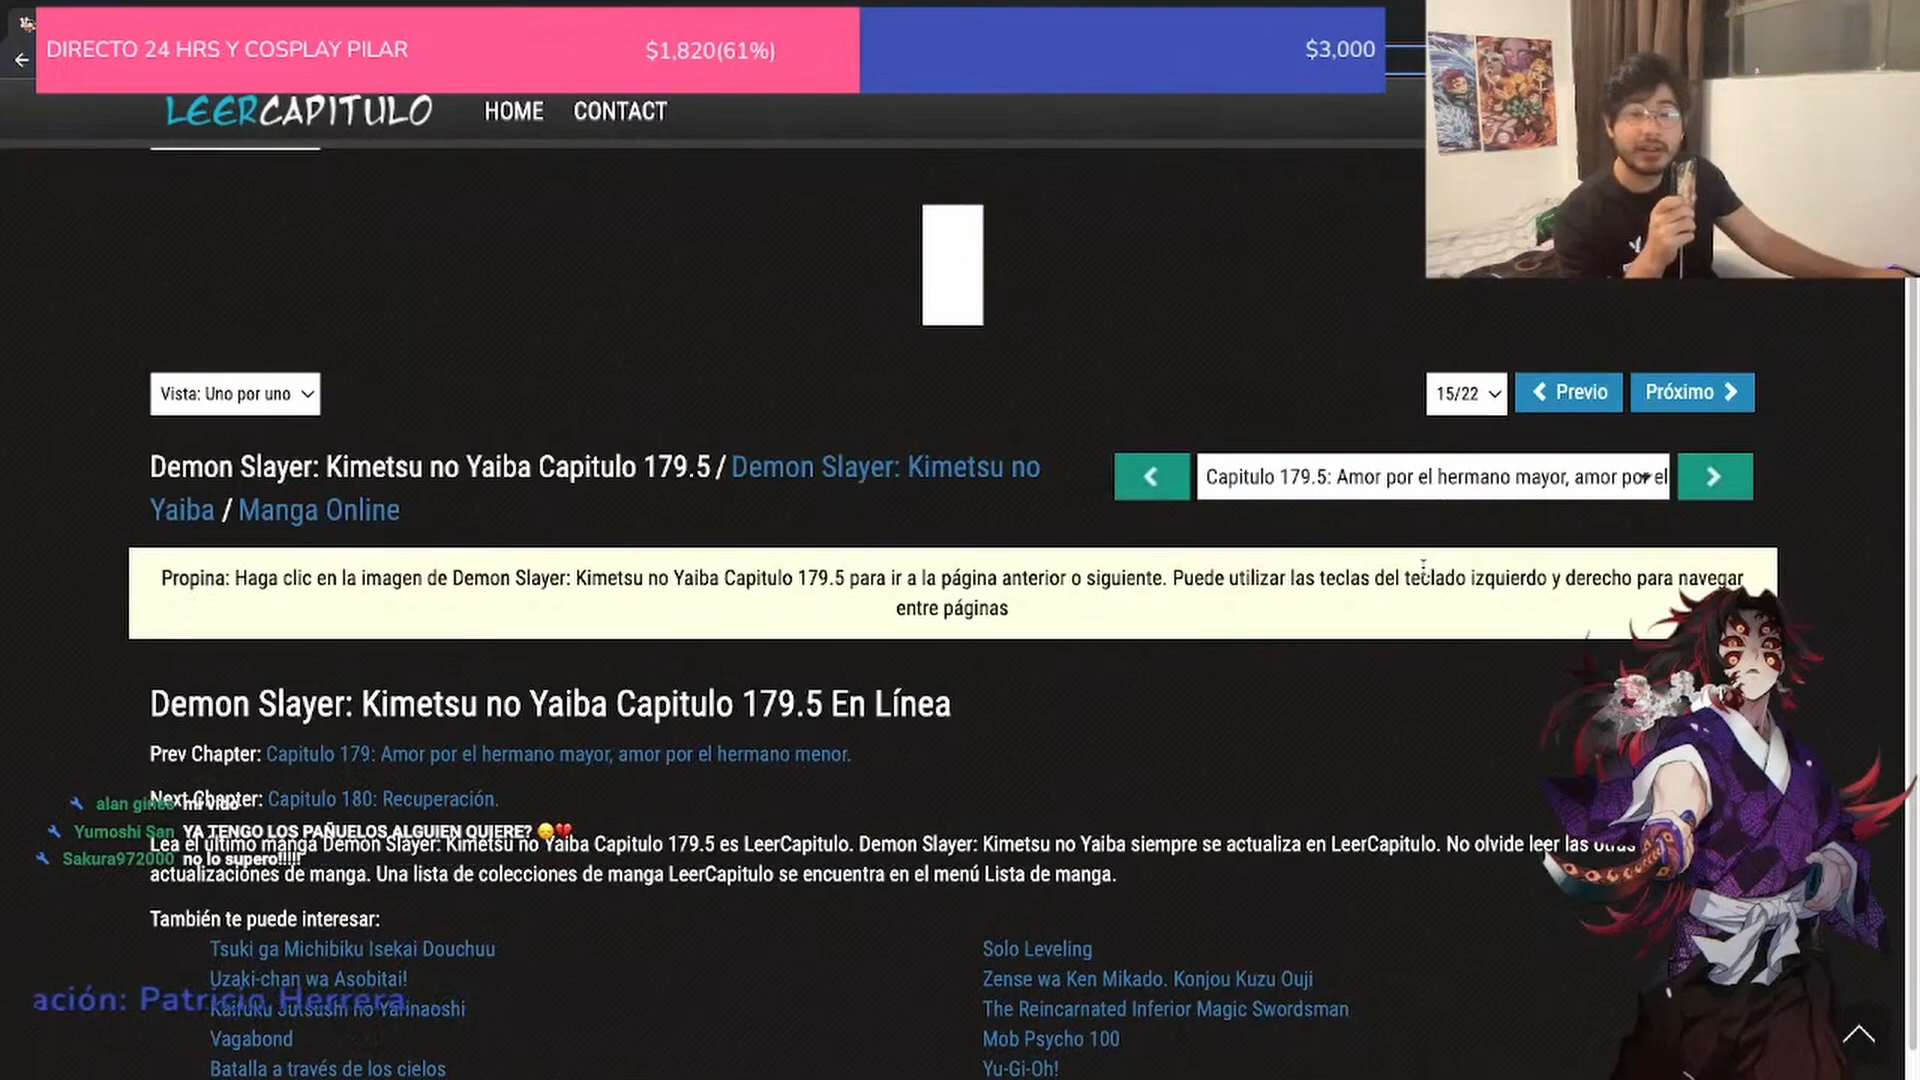 DIRECTO 24 HRS Y COSPLAY PILAR $1,820(61%) $3,000
LEERCAPITULO HOME CONTACT
Vista: Uno por uno
15/22 Previo Próximo
Demon Slayer: Kimetsu no Yaiba Capitulo 179.5 / Demon Slayer: Kimetsu no
Yaiba / Manga Online
Capitulo 179.5: Amor por el hermano mayor, amor por el
Propina: Haga clic en la imagen de Demon Slayer: Kimetsu no Yaiba Capitulo 179.5 para ir a la página anterior o siguiente. Puede utilizar las teclas del teclado izquierdo y derecho para navegar
entre páginas
Demon Slayer: Kimetsu no Yaiba Capitulo 179.5 En Línea
Prev Chapter: Capitulo 179: Amor por el hermano mayor, amor por el hermano menor.
Next Chapter: Capitulo 180: Recuperación.
alan
Yumoshi San YA TENGO LOS PAÑUELOS ALGUIEN QUIERE? 😔💔
Lea el último manga Demon Slayer: Kimetsu no Yaiba Capitulo 179.5 es LeerCapitulo. Demon Slayer: Kimetsu no Yaiba siempre se actualiza en LeerCapitulo. No olvide leer las otras
Sakura972000 no lo supero!!!!!
actualizaciones de manga. Una lista de colecciones de manga LeerCapitulo se encuentra en el menú Lista de manga.
También te puede interesar:
Tsuki ga Michibiku Isekai Douchuu
Solo Leveling
Uzaki-chan wa Asobitai!
Zense wa Ken Mikado. Konjou Kuzu Ouji
ación: Patricio Herrera
Kaifuku Jutsushi no Yarinaoshi
The Reincarnated Inferior Magic Swordsman
Vagabond
Mob Psycho 100
Batalla a través de los cielos
Yu-Gi-Oh!